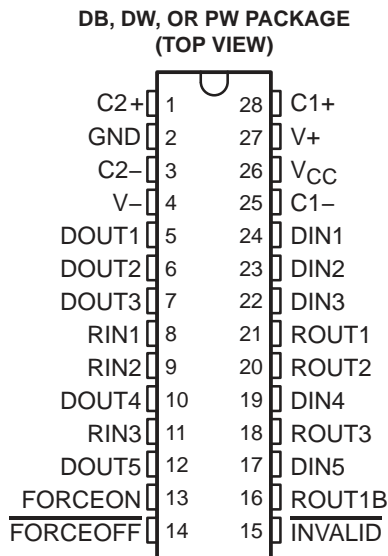 DB, DW, OR PW PACKAGE
(TOP VIEW)
C2+ 1 28 C1+
GND 2 27 V+
C2− 3 26 VCC
V− 4 25 C1−
DOUT1 5 24 DIN1
DOUT2 6 23 DIN2
DOUT3 7 22 DIN3
RIN1 8 21 ROUT1
RIN2 9 20 ROUT2
DOUT4 10 19 DIN4
RIN3 11 18 ROUT3
DOUT5 12 17 DIN5
FORCEON 13 16 ROUT1B
FORCEOFF 14 15 INVALID